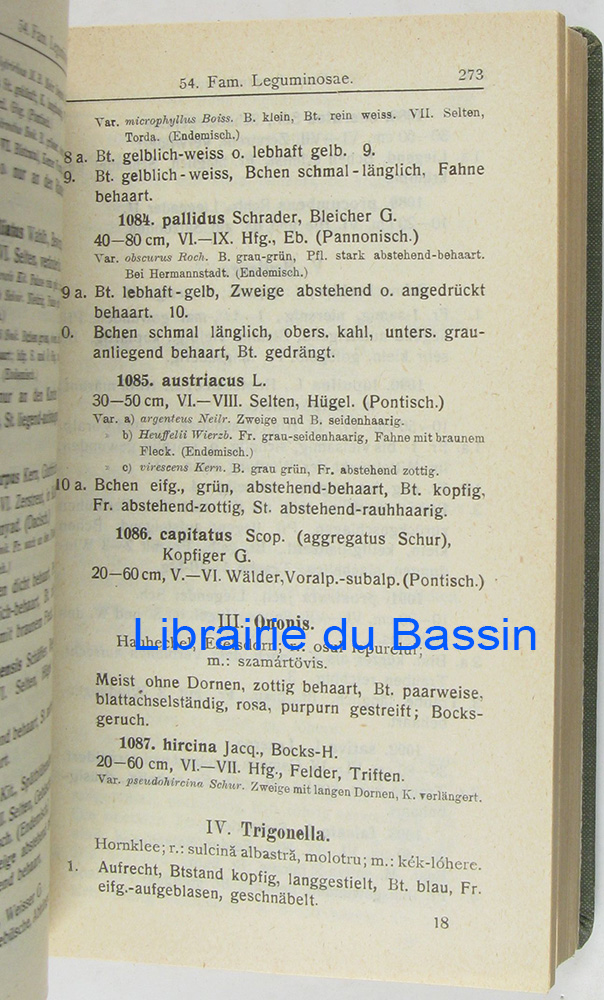 54. Fam. Leguminosae.
273
Var. microphyllus Boiss. B. klein, Bt. rein weiss. VII. Selten,
Torda. (Endemisch.)
8 a. Bt. gelblich-weiss o. lebhaft gelb. 9.
9. Bt. gelblich-weiss, Bchen schmal-länglich, Fahne
behaart.
1084. pallidus Schrader, Bleicher G.
40—80 cm, VI.—IX. Hfg., Eb. (Pannonisch.)
Var. obscurus Roch. B. grau-grün, Pfl. stark abstehend-behaart.
Bei Hermannstadt. (Endemisch.)
9 a. Bt. lebhaft-gelb, Zweige abstehend o. angedrückt
behaart. 10.
0. Bchen schmal länglich, obers. kahl, unters. grau-
anliegend behaart, Bt. gedrängt.
1085. austriacus L.
30—50 cm, VI.—VIII. Selten, Hügel. (Pontisch.)
Var. a) argenteus Neilr. Zweige und B. seidenhaarig.
» b) Heuffelii Wierzb. Fr. grau-seidenhaarig, Fahne mit braunem
Fleck. (Endemisch.)
» c) virescens Kern. B. grau grün, Fr. abstehend zottig.
10 a. Bchen eifg., grün, abstehend-behaart, Bt. kopfig,
Fr. abstehend-zottig, St. abstehend-rauhhaarig.
1086. capitatus Scop. (aggregatus Schur),
Kopfiger G.
20—60 cm, V.—VI. Wälder, Voralp.-subalp. (Pontisch.)
III. Ononis.
Hauhechel, Eselsdorn; r.: osul iepurelui;
m.: szamártövis.
Librairie du Bassin
Meist ohne Dornen, zottig behaart, Bt. paarweise,
blattachselständig, rosa, purpurn gestreift; Bocks-
geruch.
1087. hircina Jacq., Bocks-H.
20—60 cm, VI.—VII. Hfg., Felder, Triften.
Var. pseudohircina Schur. Zweige mit langen Dornen, K. verlängert.
IV. Trigonella.
Hornklee; r.: sulcină albastră, molotru; m.: kék-lóhere.
1. Aufrecht, Btstand kopfig, langgestielt, Bt. blau, Fr.
eifg.-aufgeblasen, geschnäbelt.
18